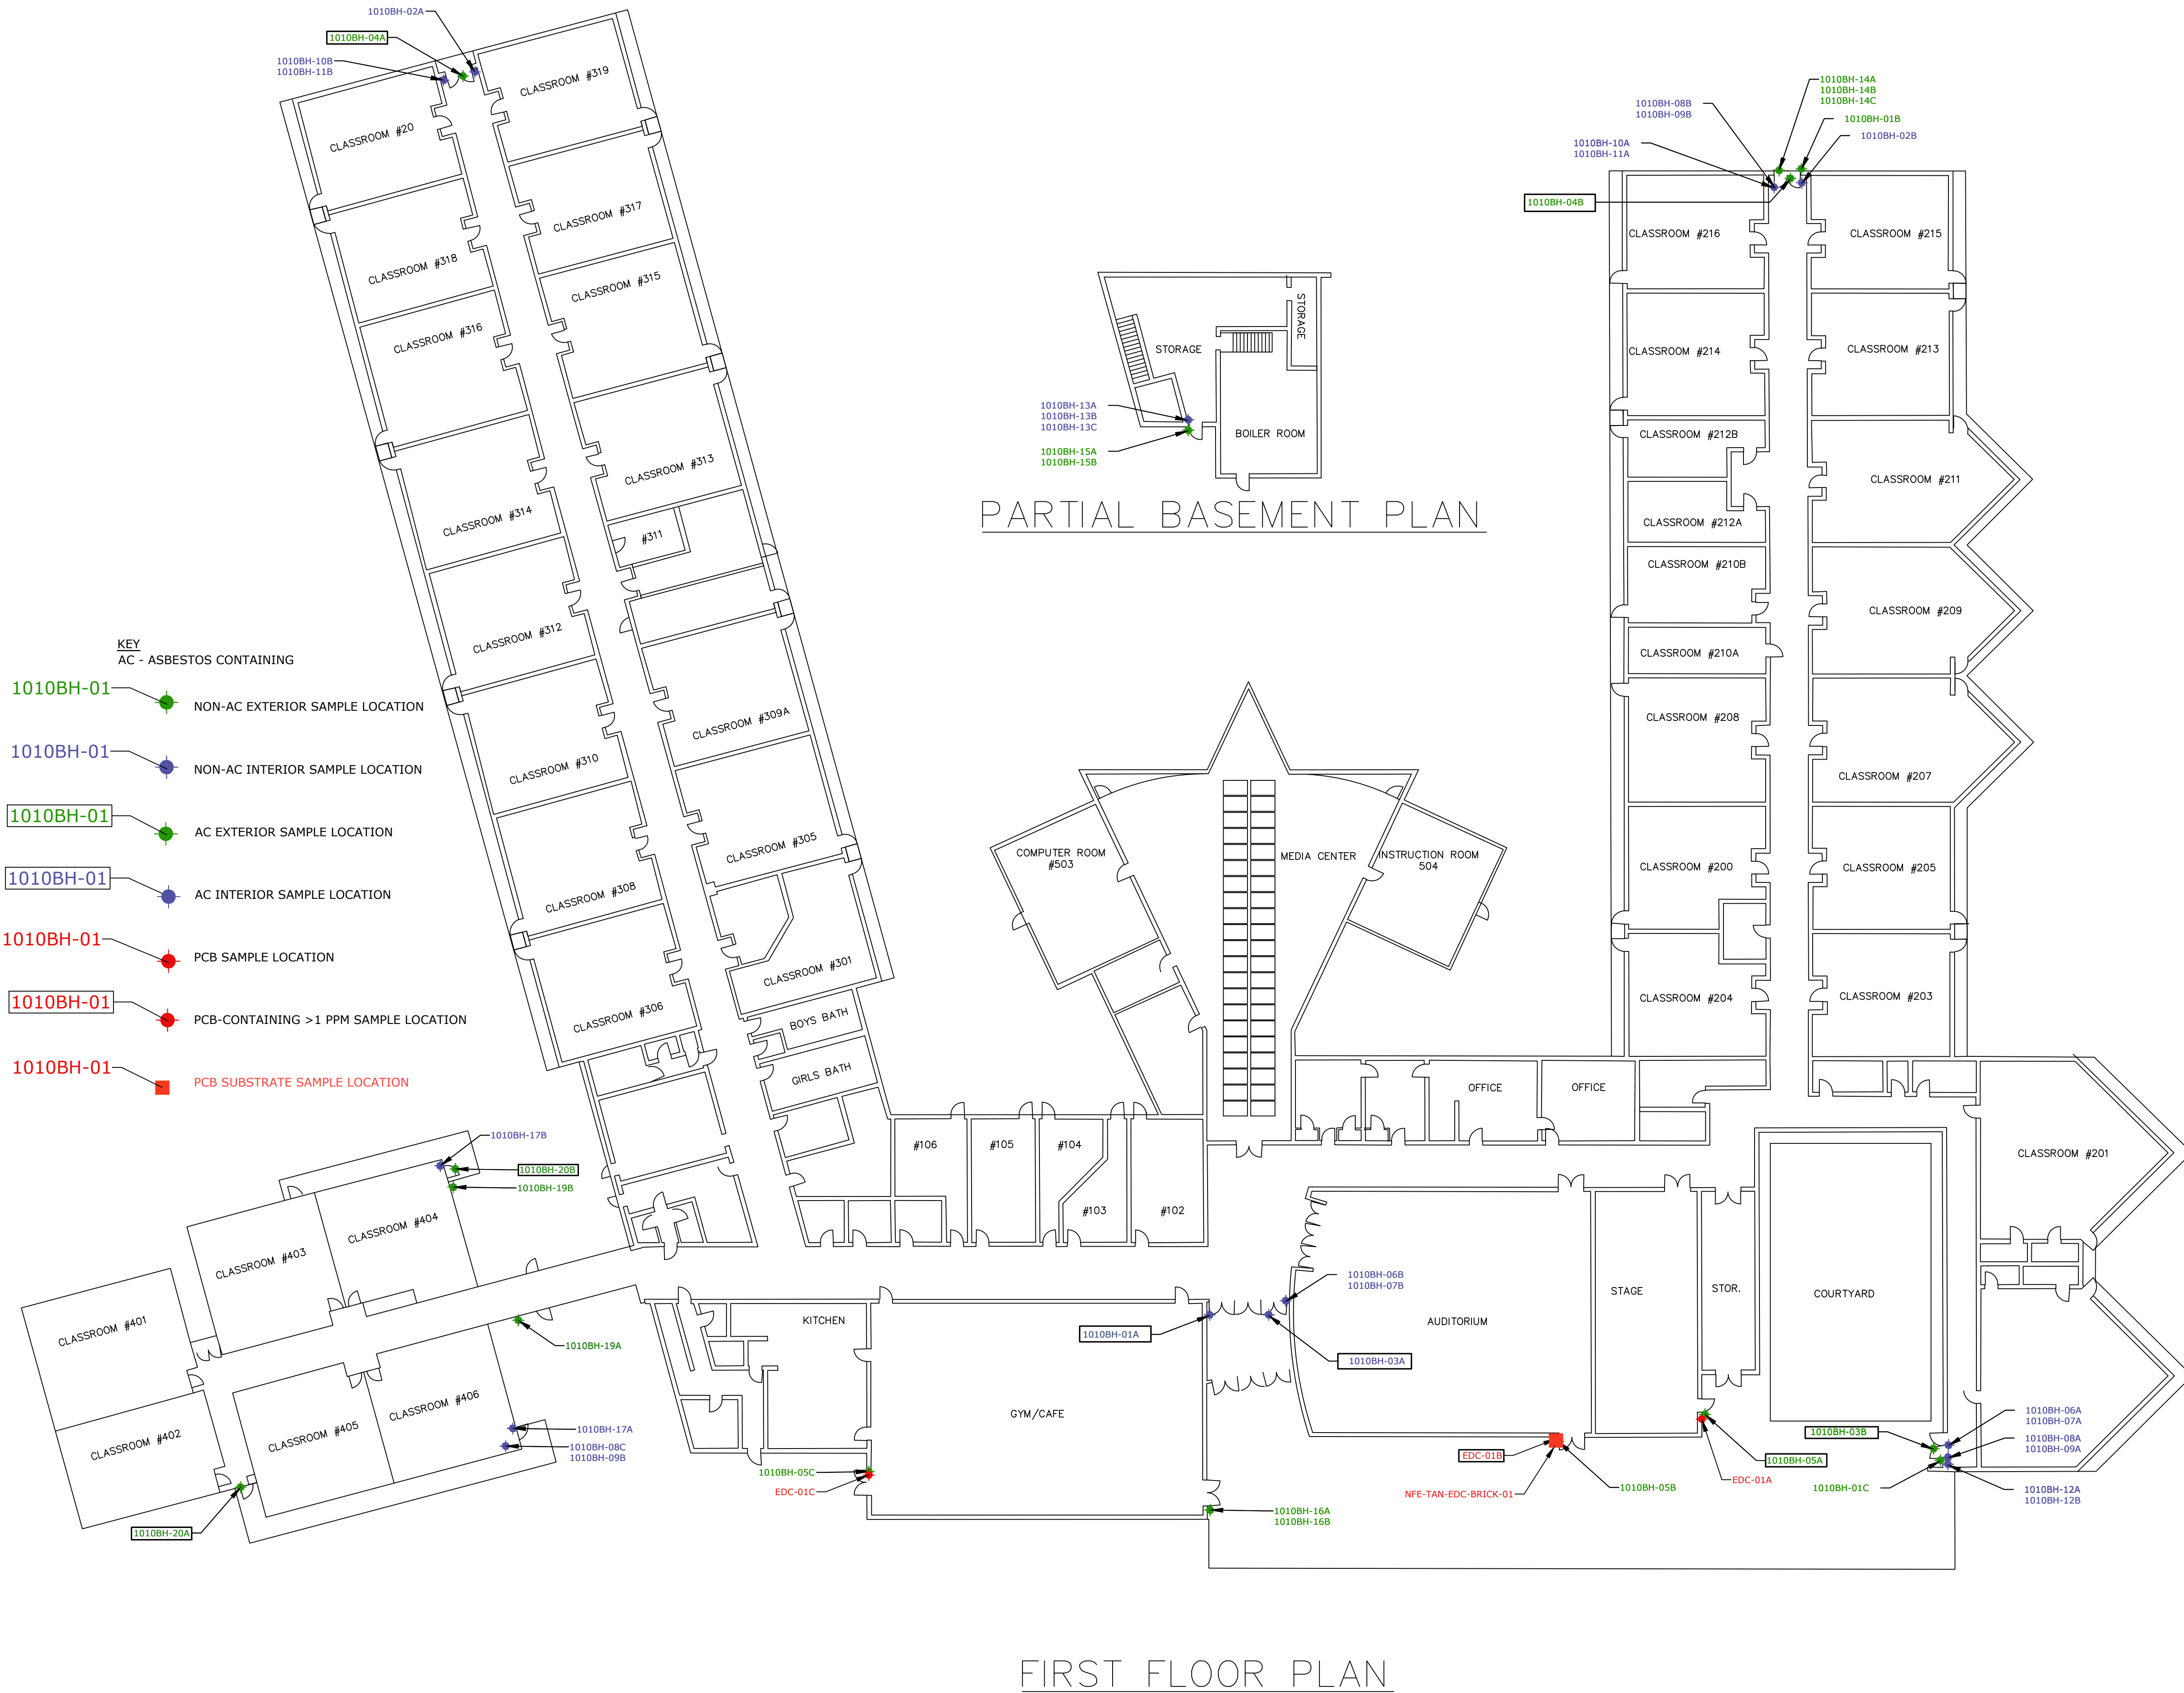 1010BH-02A
1010BH-04A
1010BH-10B
1010BH-11B
CLASSROOM #319
CLASSROOM #20
CLASSROOM #317
CLASSROOM #318
CLASSROOM #315
CLASSROOM #316
CLASSROOM #313
CLASSROOM #314
#311
CLASSROOM #312
CLASSROOM #309A
CLASSROOM #310
CLASSROOM #305
CLASSROOM #308
CLASSROOM #301
CLASSROOM #306
BOYS BATH
GIRLS BATH
1010BH-14A
1010BH-14B
1010BH-14C
1010BH-08B
1010BH-09B
1010BH-01B
1010BH-02B
1010BH-10A
1010BH-11A
1010BH-04B
CLASSROOM #216
CLASSROOM #215
CLASSROOM #214
CLASSROOM #213
CLASSROOM #212B
CLASSROOM #211
CLASSROOM #212A
CLASSROOM #210B
CLASSROOM #209
CLASSROOM #210A
CLASSROOM #208
CLASSROOM #207
CLASSROOM #200
CLASSROOM #205
CLASSROOM #204
CLASSROOM #203
STORAGE
STORAGE
1010BH-13A
1010BH-13B
1010BH-13C
BOILER ROOM
1010BH-15A
1010BH-15B
PARTIAL BASEMENT PLAN
KEY
AC - ASBESTOS CONTAINING
1010BH-01
NON-AC EXTERIOR SAMPLE LOCATION
1010BH-01
NON-AC INTERIOR SAMPLE LOCATION
1010BH-01
AC EXTERIOR SAMPLE LOCATION
1010BH-01
AC INTERIOR SAMPLE LOCATION
1010BH-01
PCB SAMPLE LOCATION
1010BH-01
PCB-CONTAINING >1 PPM SAMPLE LOCATION
1010BH-01
PCB SUBSTRATE SAMPLE LOCATION
COMPUTER ROOM
#503
MEDIA CENTER
INSTRUCTION ROOM
504
OFFICE
OFFICE
#106
#105
#104
#103
#102
CLASSROOM #201
1010BH-17B
1010BH-20B
1010BH-19B
CLASSROOM #404
CLASSROOM #403
CLASSROOM #401
1010BH-19A
CLASSROOM #406
CLASSROOM #405
CLASSROOM #402
1010BH-17A
1010BH-08C
1010BH-09B
1010BH-20A
KITCHEN
GYM/CAFE
1010BH-05C
EDC-01C
1010BH-01A
1010BH-06B
1010BH-07B
1010BH-03A
1010BH-16A
1010BH-16B
AUDITORIUM
STAGE
STOR.
COURTYARD
EDC-01B
NFE-TAN-EDC-BRICK-01
1010BH-05B
1010BH-05A
EDC-01A
1010BH-03B
1010BH-01C
1010BH-06A
1010BH-07A
1010BH-08A
1010BH-09A
1010BH-12A
1010BH-12B
FIRST FLOOR PLAN